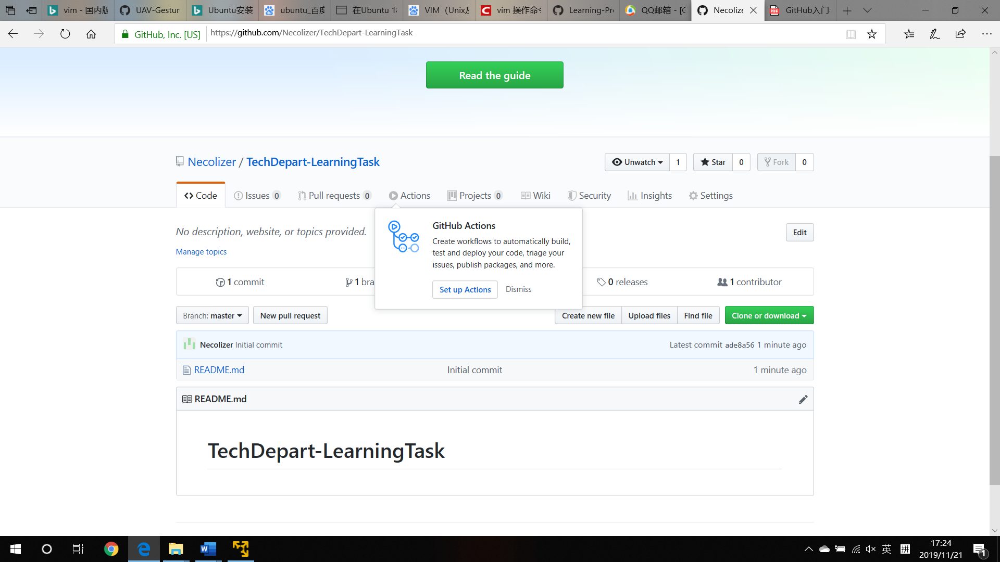 vim - 国内版
UAV-Gesture
Ubuntu安装
ubuntu_百度
在Ubuntu 18
VIM（Unix及
vim 操作命令
Learning-Pr
QQ邮箱 - [G
Necolize
GitHub入门-
GitHub, Inc. [US]
https://github.com/Necolizer/TechDepart-LearningTask
Read the guide
Necolizer / TechDepart-LearningTask
Unwatch 1
Star 0
Fork 0
Code
Issues 0
Pull requests 0
Actions
Projects 0
Wiki
Security
Insights
Settings
GitHub Actions
Create workflows to automatically build,
test and deploy your code, triage your
issues, publish packages, and more.
Set up Actions
Dismiss
No description, website, or topics provided.
Edit
Manage topics
1 commit
1 bra
0 releases
1 contributor
Branch: master
New pull request
Create new file
Upload files
Find file
Clone or download
Necolizer Initial commit
Latest commit ade8a56 1 minute ago
README.md
Initial commit
1 minute ago
README.md
TechDepart-LearningTask
英
拼
17:24
2019/11/21
1